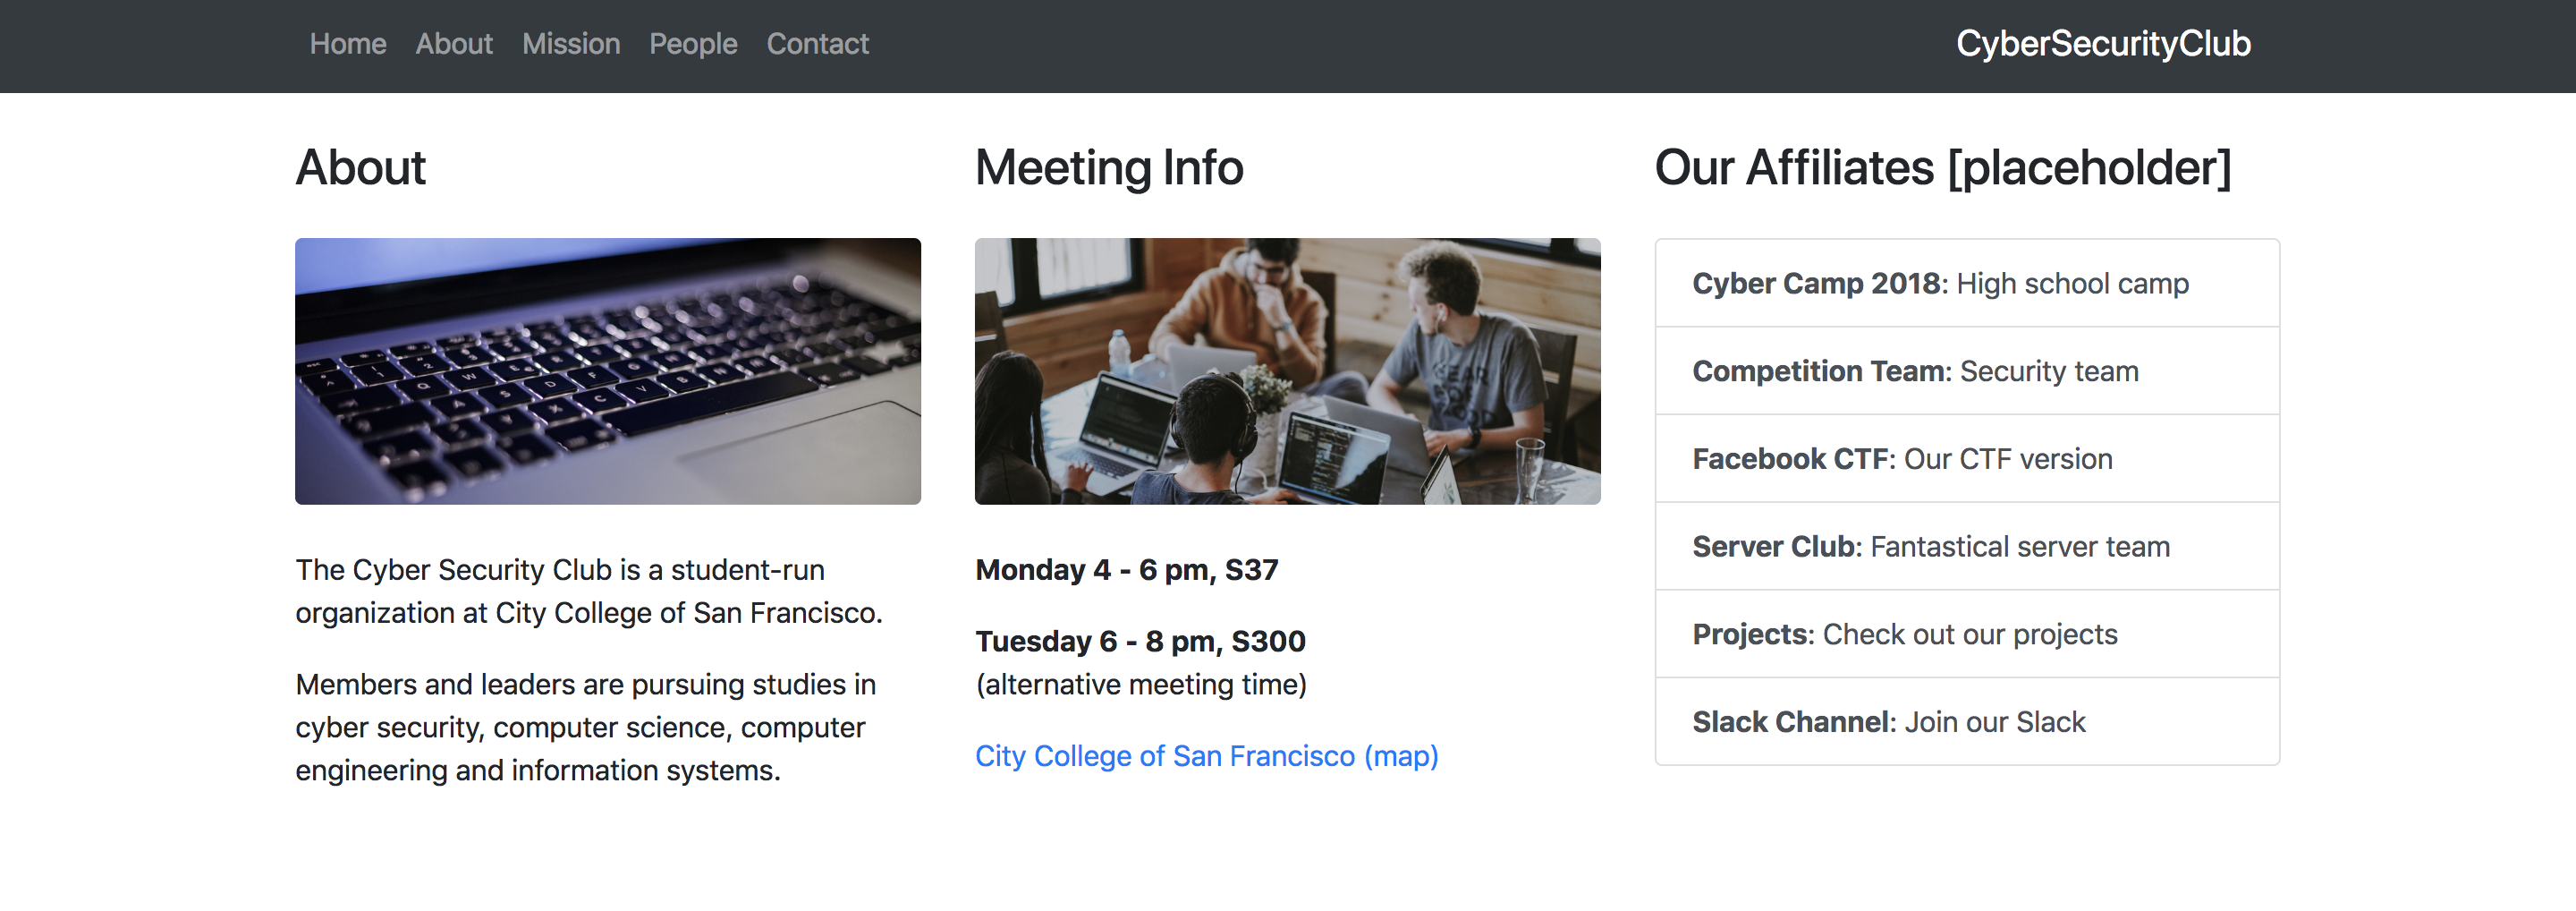 Home About Mission People Contact
CyberSecurityClub
About
The Cyber Security Club is a student-run
organization at City College of San Francisco.
Members and leaders are pursuing studies in
cyber security, computer science, computer
engineering and information systems.
Meeting Info
Monday 4 - 6 pm, S37
Tuesday 6 - 8 pm, S300
(alternative meeting time)
City College of San Francisco (map)
Our Affiliates [placeholder]
Cyber Camp 2018: High school camp
Competition Team: Security team
Facebook CTF: Our CTF version
Server Club: Fantastical server team
Projects: Check out our projects
Slack Channel: Join our Slack